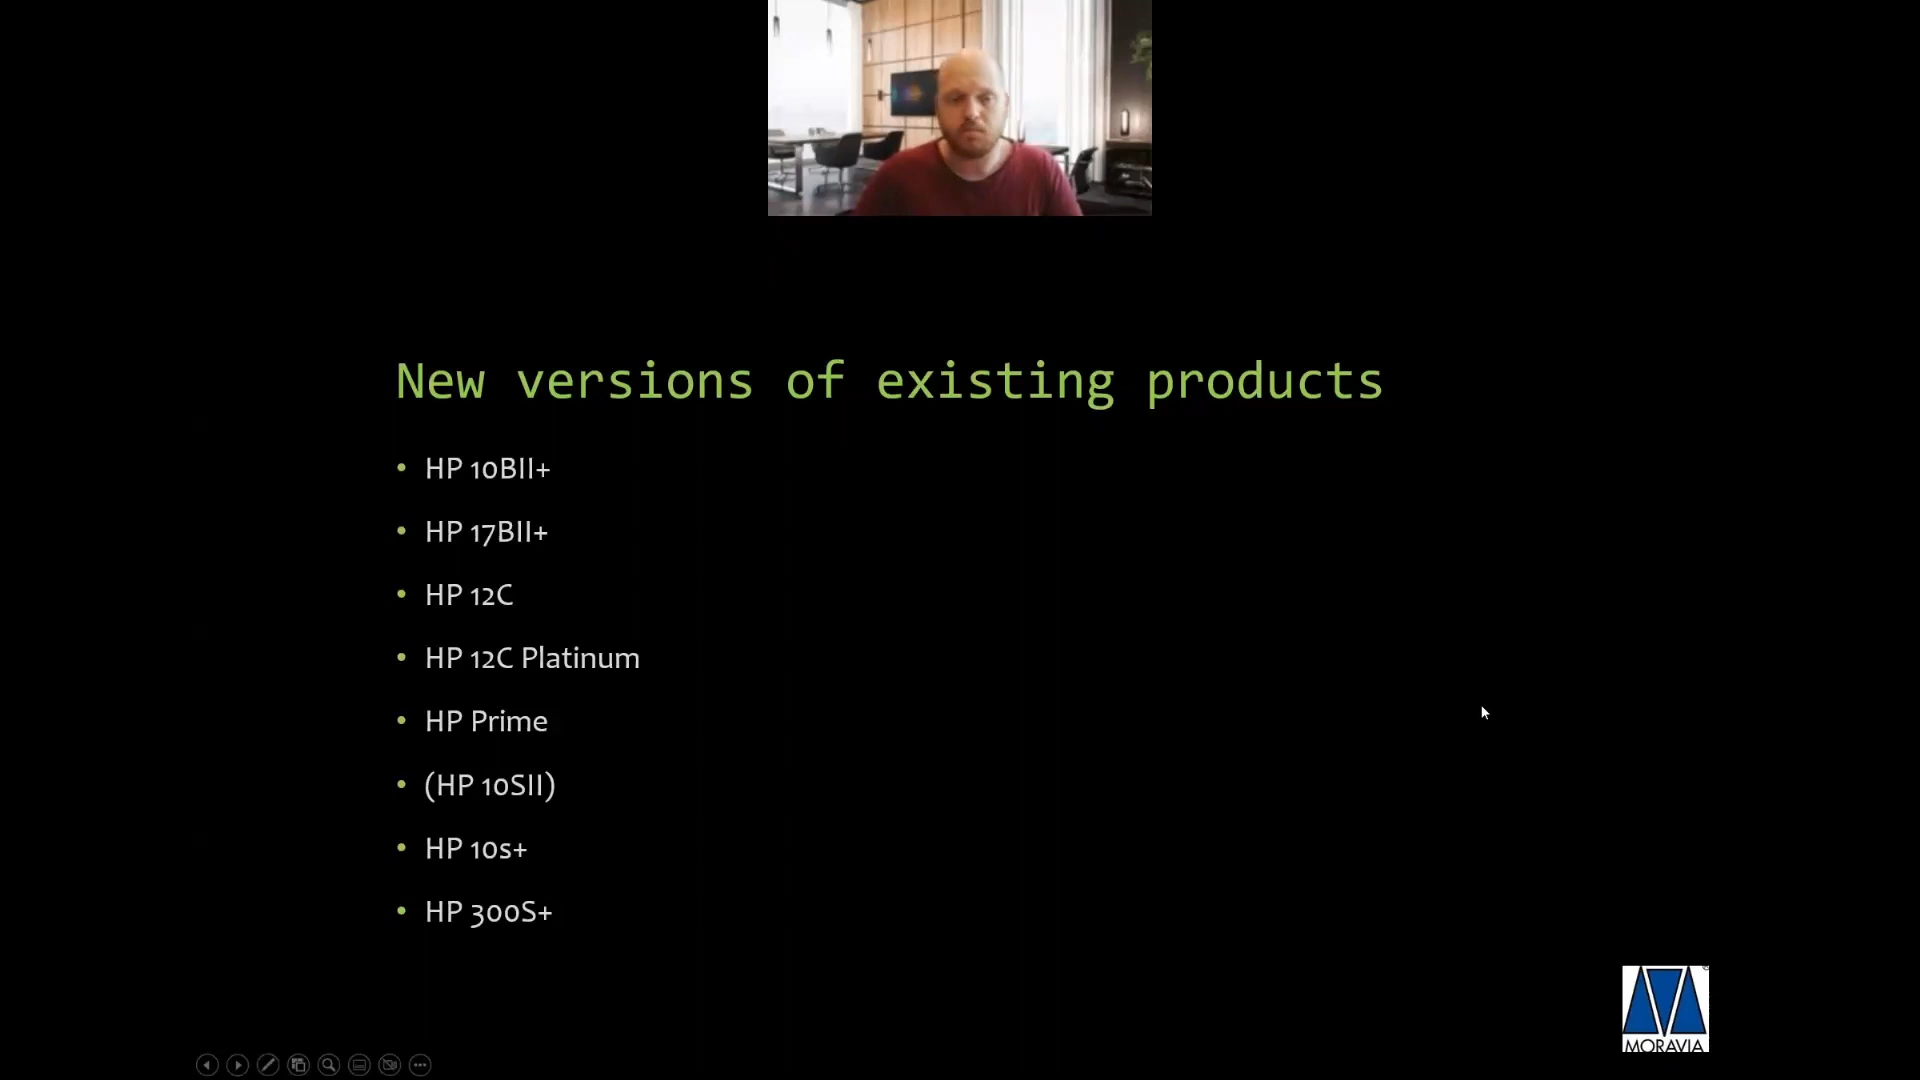 New versions of existing products
• HP 10BII+
• HP 17BII+
• HP 12C
• HP 12C Platinum
• HP Prime
• (HP 10SII)
• HP 10s+
• HP 300S+
MORAVIA